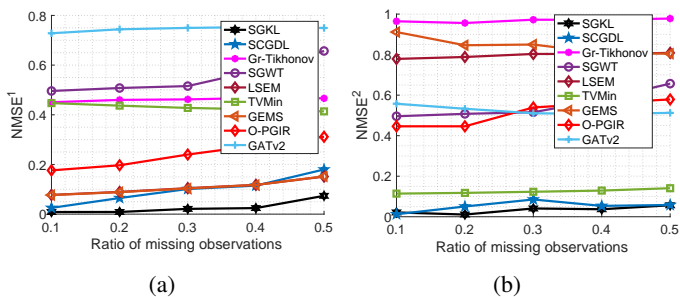 0.8
0.6
0.4
0.2
0
NMSE1
SGKL
SCGDL
Gr-Tikhonov
SGWT
LSEM
TVMin
GEMS
O-PGIR
GATv2
0.1 0.2 0.3 0.4 0.5
Ratio of missing observations
(a)
1
0.8
0.6
0.4
0.2
0
NMSE2
SGKL
SCGDL
Gr-Tikhonov
SGWT
LSEM
TVMin
GEMS
O-PGIR
GATv2
0.1 0.2 0.3 0.4 0.5
Ratio of missing observations
(b)